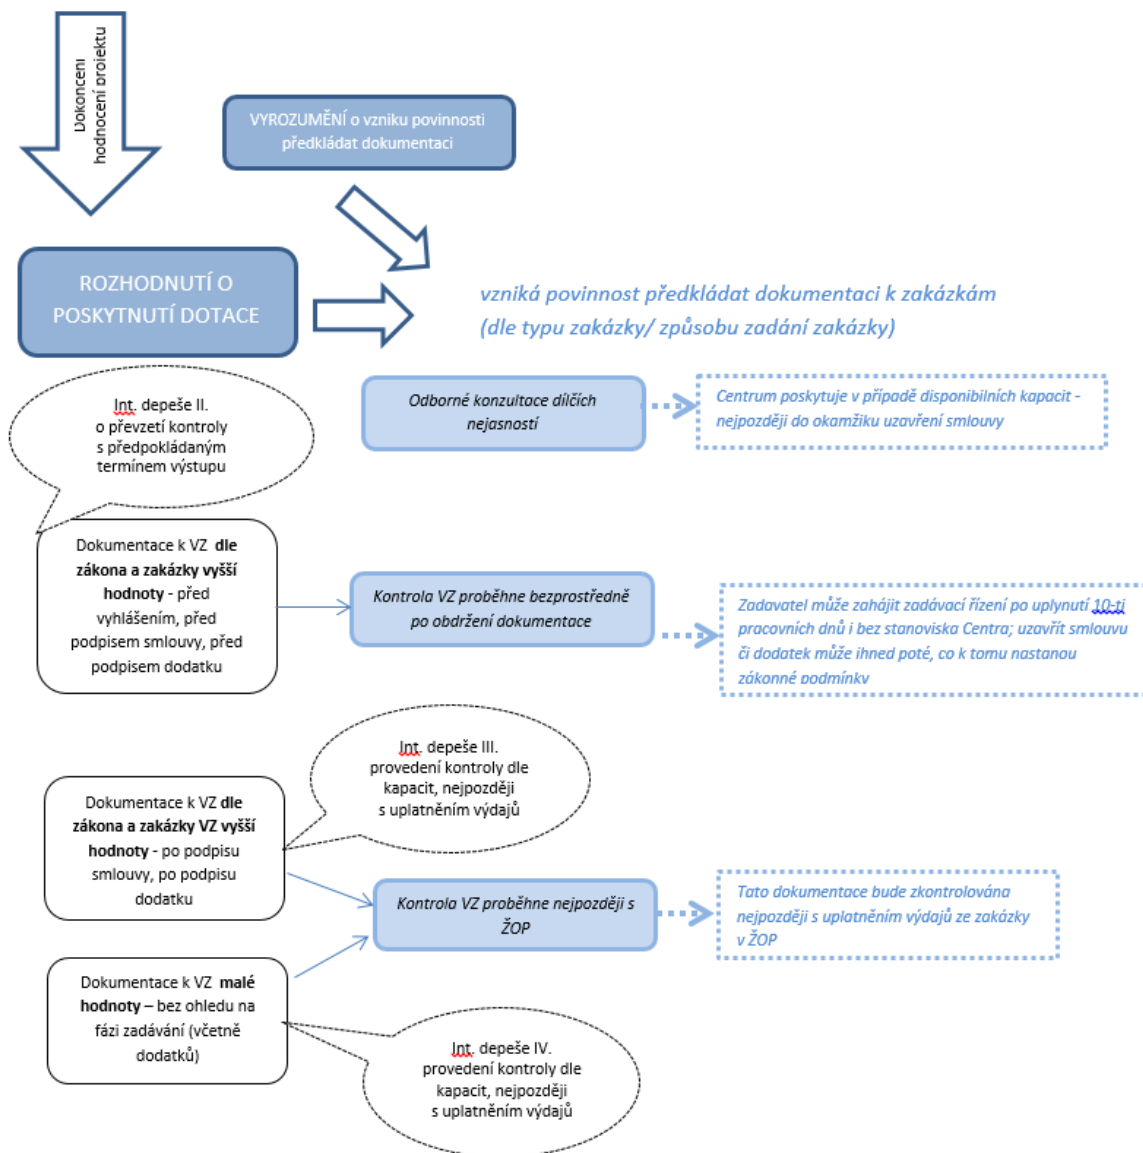 Dokončení
hodnocení projektu
VYROZUMĚNÍ o vzniku povinnosti
předkládat dokumentaci
ROZHODNUTÍ O
POSKYTNUTÍ DOTACE
vzniká povinnost předkládat dokumentaci k zakázkám
(dle typu zakázky/ způsobu zadání zakázky)
Int. depeše II.
o převzetí kontroly
s předpokládaným
termínem výstupu
Odborné konzultace dílčích
nejasností
Centrum poskytuje v případě disponibilních kapacit -
nejpozději do okamžiku uzavření smlouvy
Dokumentace k VZ dle
zákona a zakázky vyšší
hodnoty - před
vyhlášením, před
podpisem smlouvy, před
podpisem dodatku
Kontrola VZ proběhne bezprostředně
po obdržení dokumentace
Zadavatel může zahájit zadávací řízení po uplynutí 10-ti
pracovních dnů i bez stanoviska Centra; uzavřít smlouvu
či dodatek může ihned poté, co k tomu nastanou
zákonné podmínky
Int. depeše III.
provedení kontroly dle
kapacit, nejpozději
s uplatněním výdajů
Dokumentace k VZ dle
zákona a zakázky VZ vyšší
hodnoty - po podpisu
smlouvy, po podpisu
dodatku
Kontrola VZ proběhne nejpozději s
ŽOP
Tato dokumentace bude zkontrolována
nejpozději s uplatněním výdajů ze zakázky
v ŽOP
Dokumentace k VZ malé
hodnoty – bez ohledu na
fázi zadávání (včetně
dodatků)
Int. depeše IV.
provedení kontroly dle
kapacit, nejpozději
s uplatněním výdajů